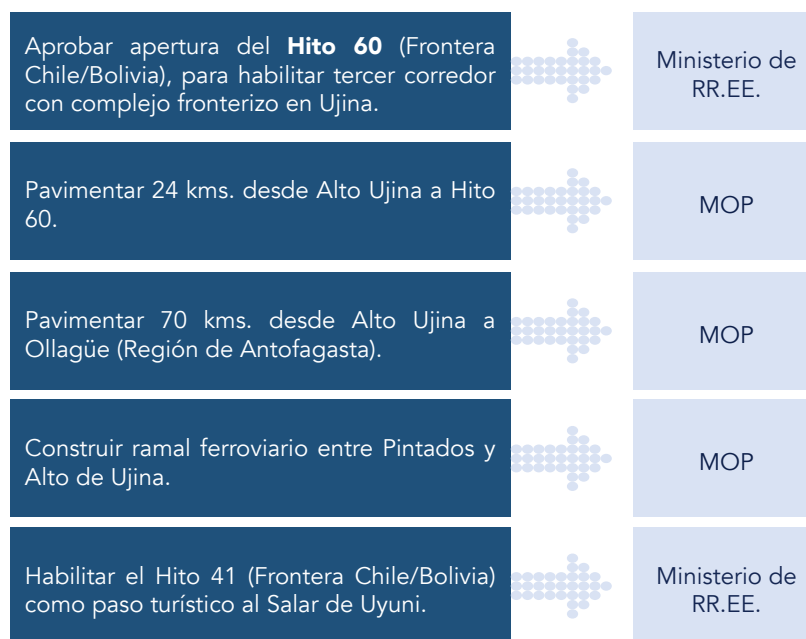 Aprobar apertura del Hito 60 (Frontera
Chile/Bolivia), para habilitar tercer corredor
con complejo fronterizo en Ujina.
Ministerio de
RR.EE.
Pavimentar 24 kms. desde Alto Ujina a Hito
60.
MOP
Pavimentar 70 kms. desde Alto Ujina a
Ollagüe (Región de Antofagasta).
MOP
Construir ramal ferroviario entre Pintados y
Alto de Ujina.
MOP
Habilitar el Hito 41 (Frontera Chile/Bolivia)
como paso turístico al Salar de Uyuni.
Ministerio de
RR.EE.